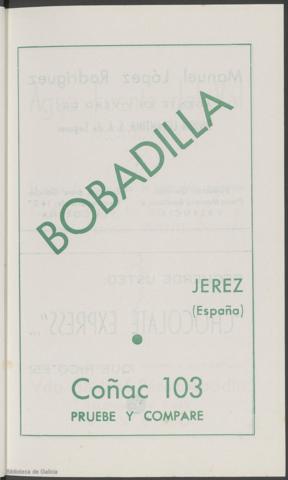 BOBADILLA
JEREZ
(España)
Coñac 103
PRUEBE Y COMPARE
Biblioteca de Galicia